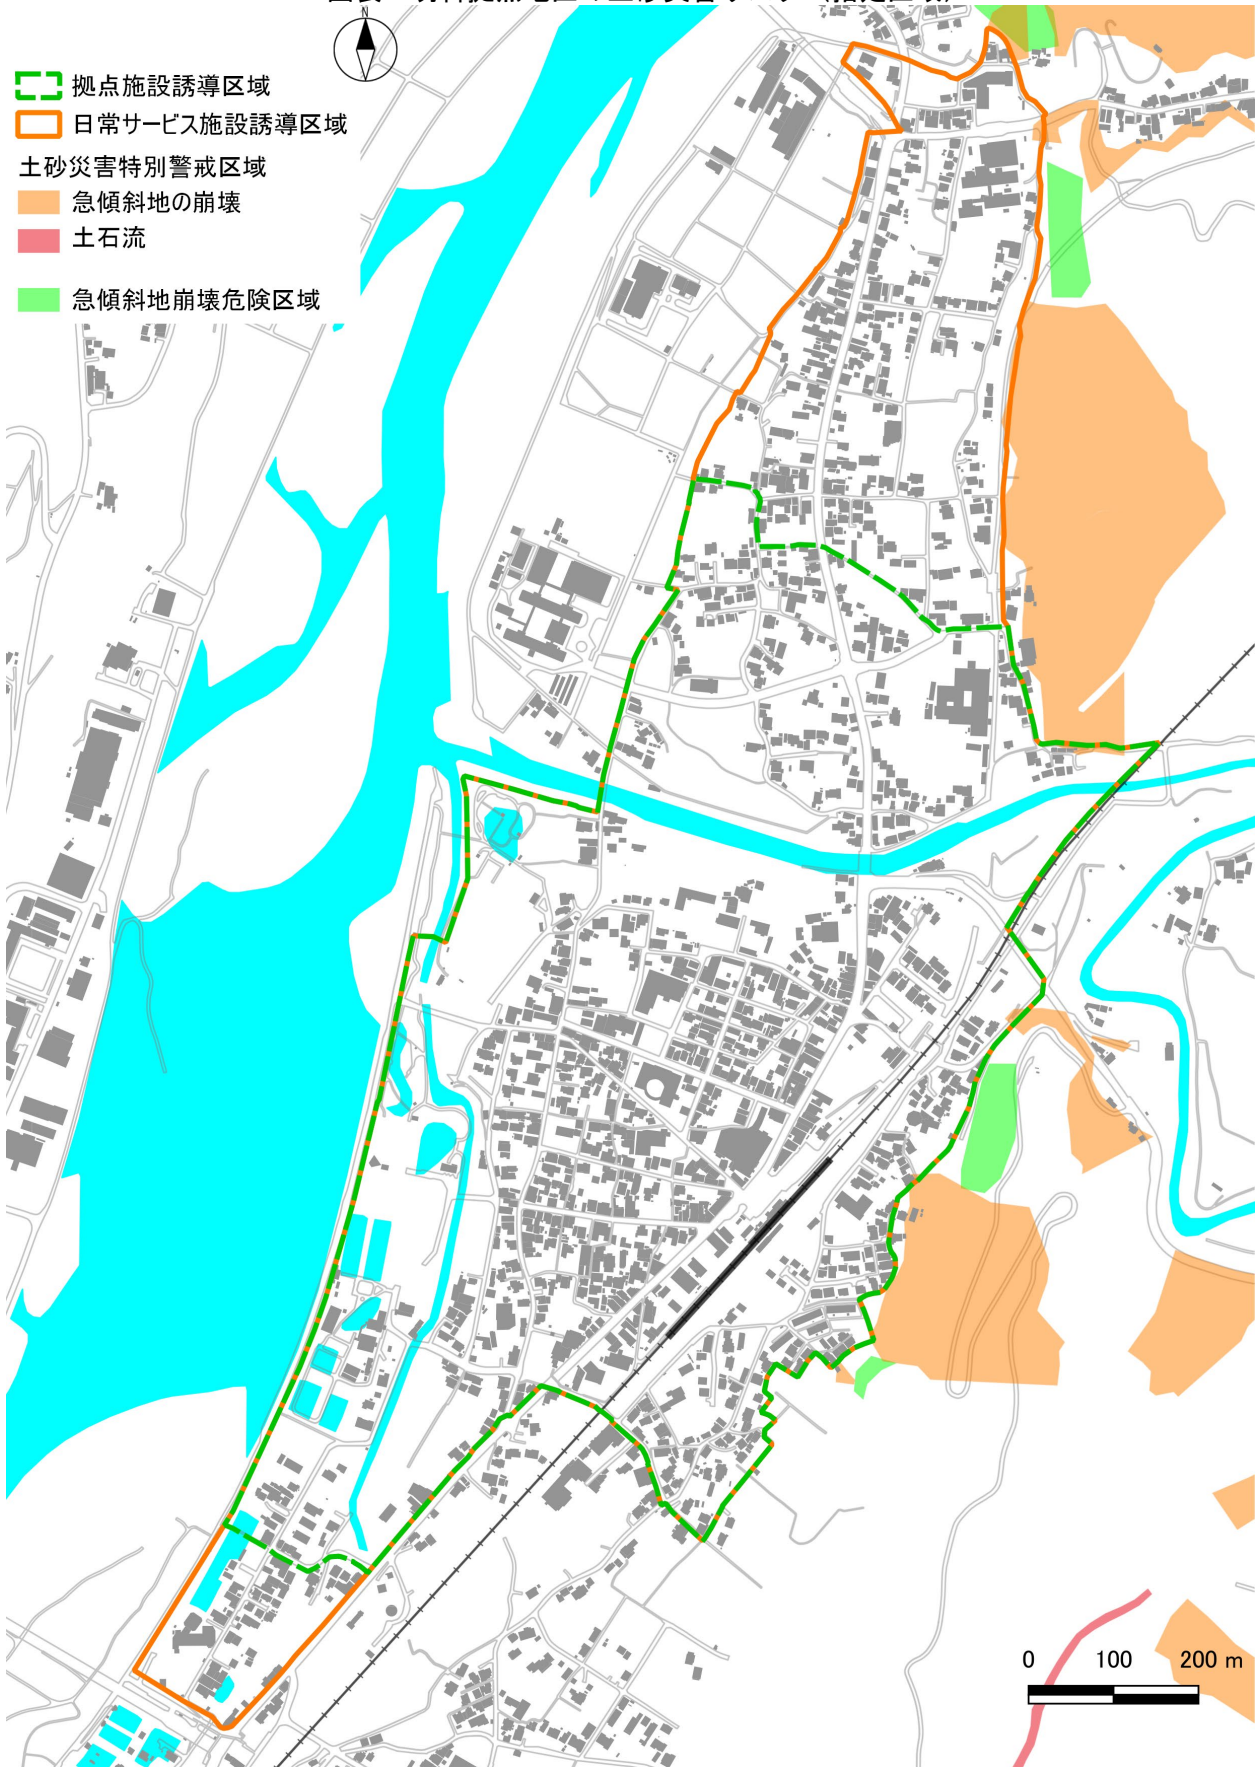 N
拠点施設誘導区域
日常サービス施設誘導区域
土砂災害特別警戒区域
急傾斜地の崩壊
土石流
急傾斜地崩壊危険区域
0 100 200 m